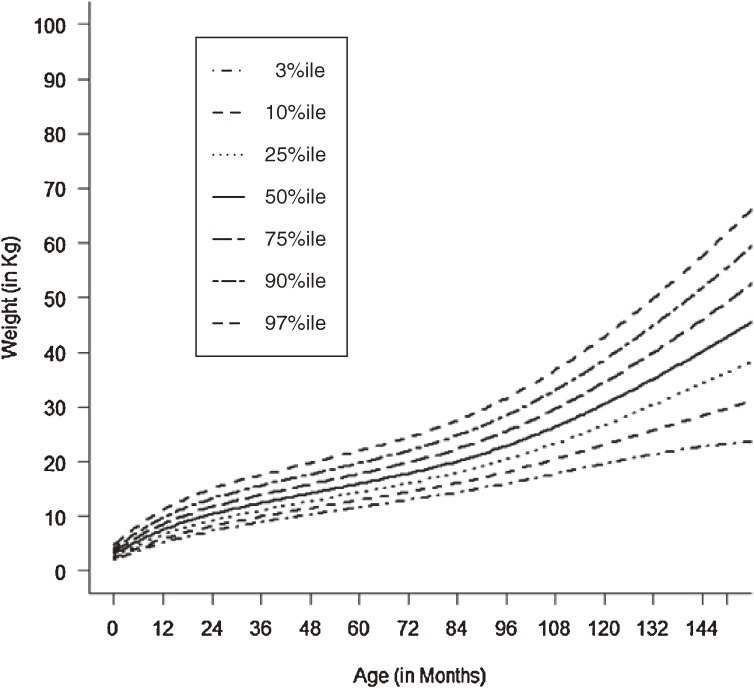 100
90
80
70
60
50
40
30
20
10
0
Weight (in Kg)
3%ile
10%ile
25%ile
50%ile
75%ile
90%ile
97%ile
0 12 24 36 48 60 72 84 96 108 120 132 144
Age (in Months)